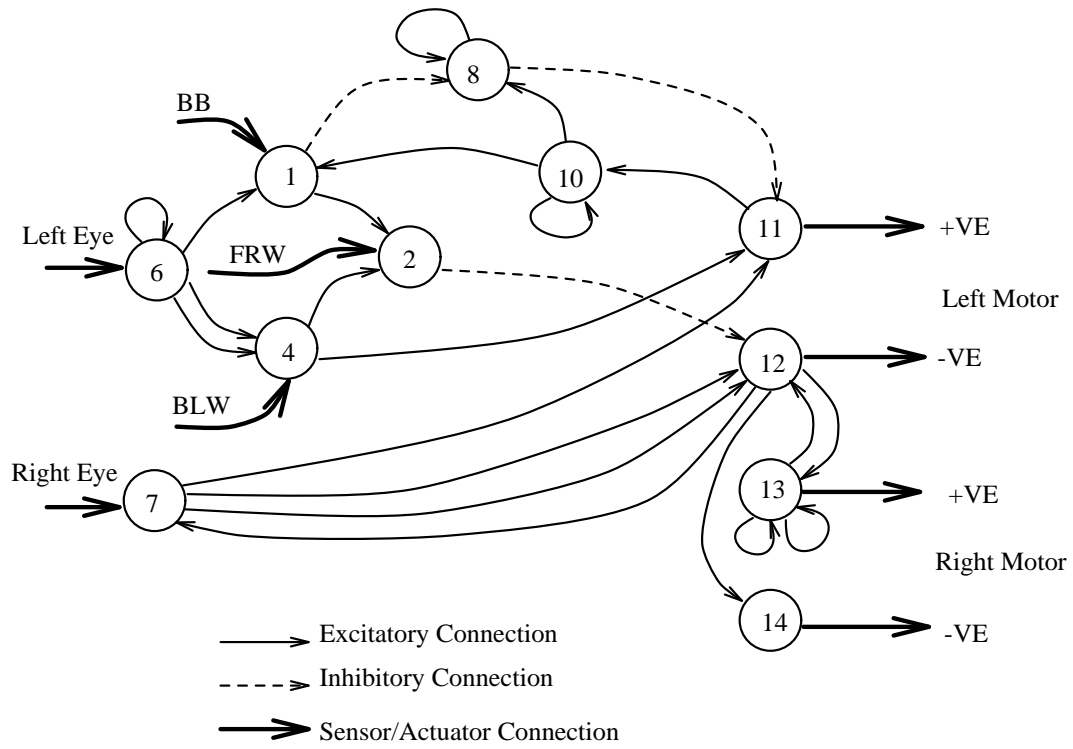 8
BB
1
10
Left Eye
FRW
2
11
+VE
6
Left Motor
4
12
-VE
BLW
Right Eye
7
13
+VE
Right Motor
14
-VE
Excitatory Connection
Inhibitory Connection
Sensor/Actuator Connection